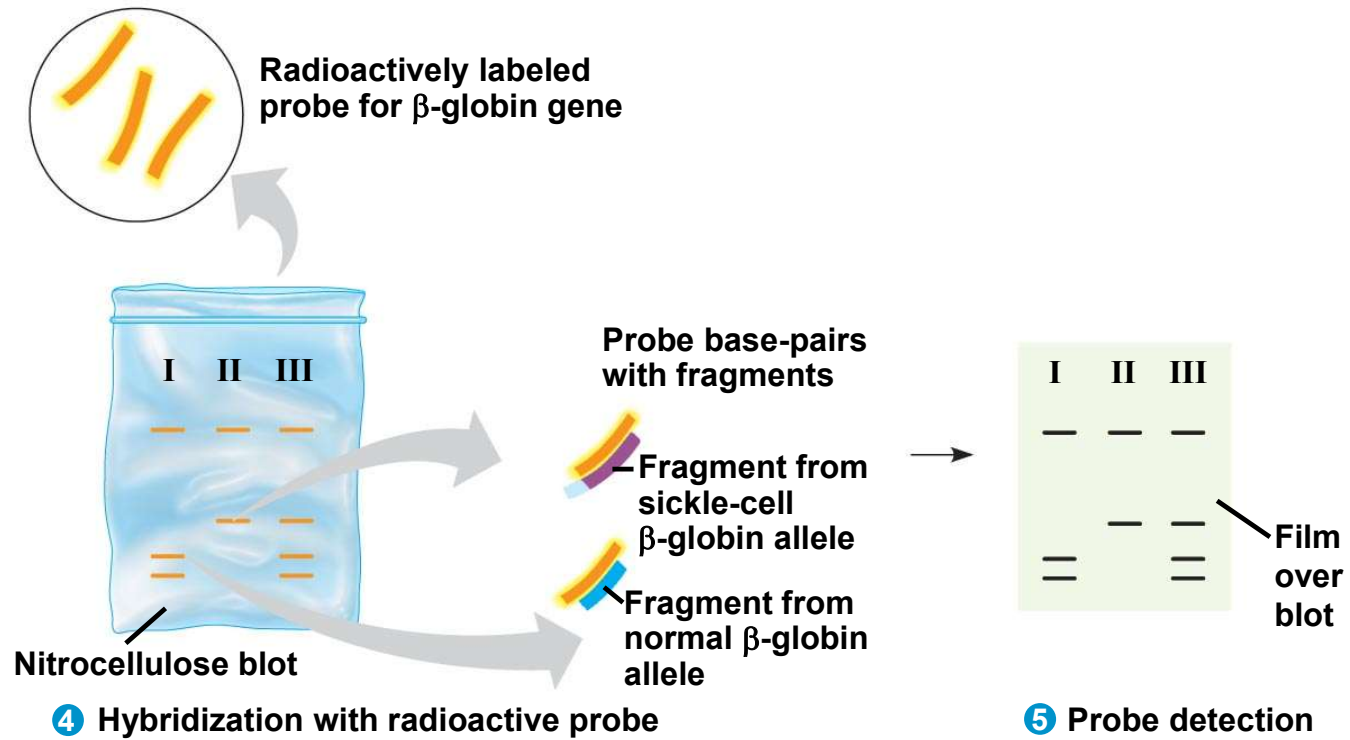 Radioactively labeled
probe for β-globin gene
I II III
Nitrocellulose blot
Probe base-pairs
with fragments
Fragment from
sickle-cell
β-globin allele
Fragment from
normal β-globin
allele
I II III
Film
over
blot
4 Hybridization with radioactive probe
5 Probe detection